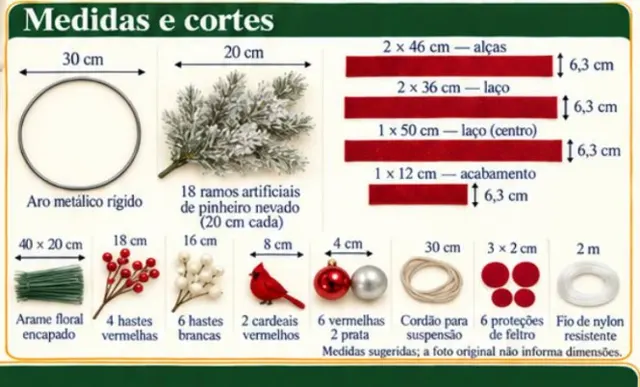 Medidas e cortes
30 cm
Aro metálico rígido
20 cm
18 ramos artificiais
de pinheiro nevado
(20 cm cada)
2 × 46 cm — alças
6,3 cm
2 × 36 cm — laço
6,3 cm
1 × 50 cm — laço (centro)
6,3 cm
1 × 12 cm — acabamento
6,3 cm
40 × 20 cm
Arame floral
encapado
18 cm
4 hastes
vermelhas
16 cm
6 hastes
brancas
8 cm
2 cardeais
vermelhos
4 cm
6 vermelhas
2 prata
30 cm
Cordão para
suspensão
3 × 2 cm
6 proteções
de feltro
2 m
Fio de nylon
resistente
Medidas sugeridas; a foto original não informa dimensões.